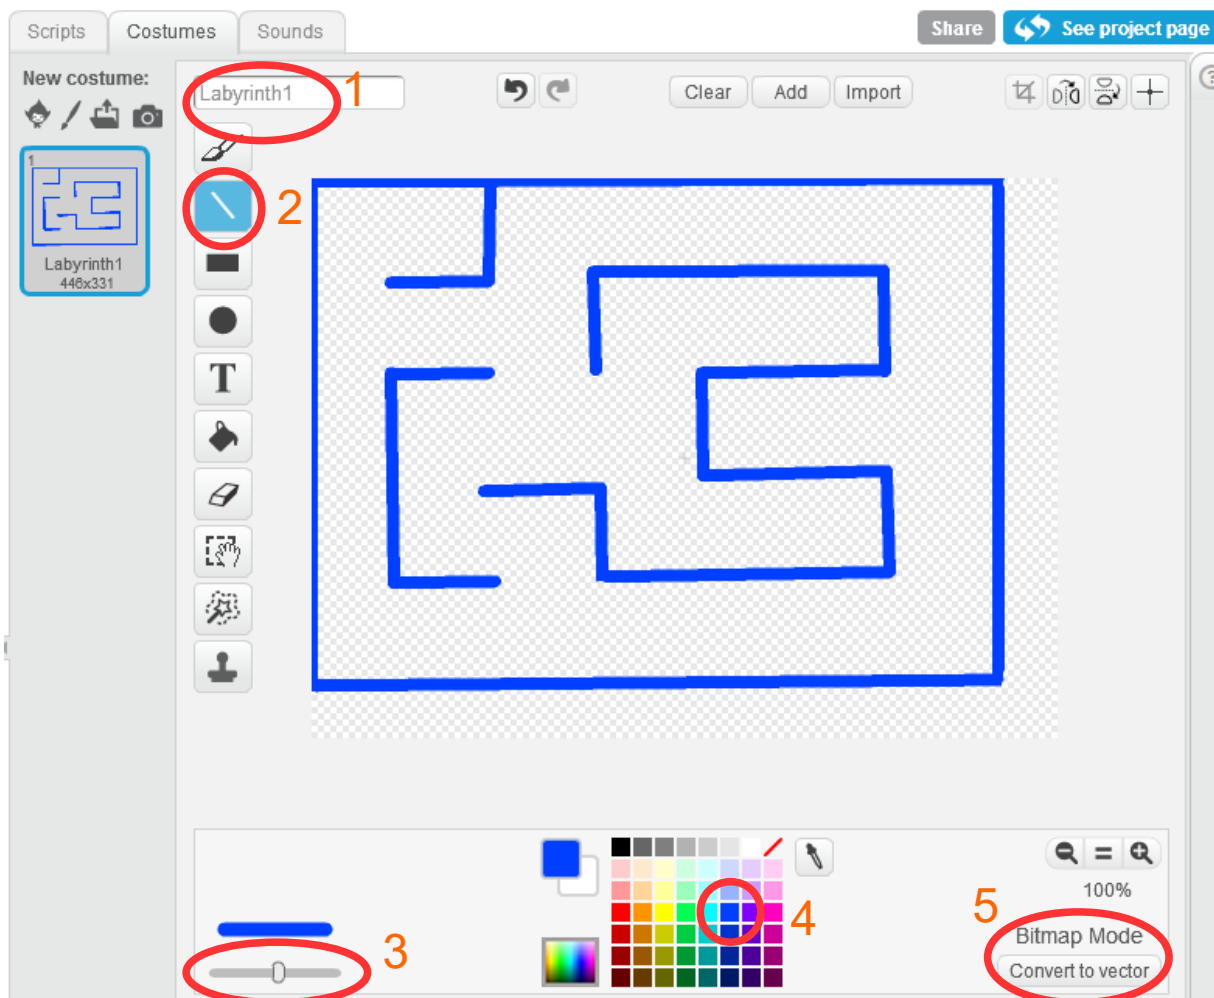 Scripts Costumes Sounds Share See project page
New costume:
Labyrinth1 1 Clear Add Import
1
2
Labyrinth1
446x331
T
100%
5
4
Bitmap Mode
3
Convert to vector